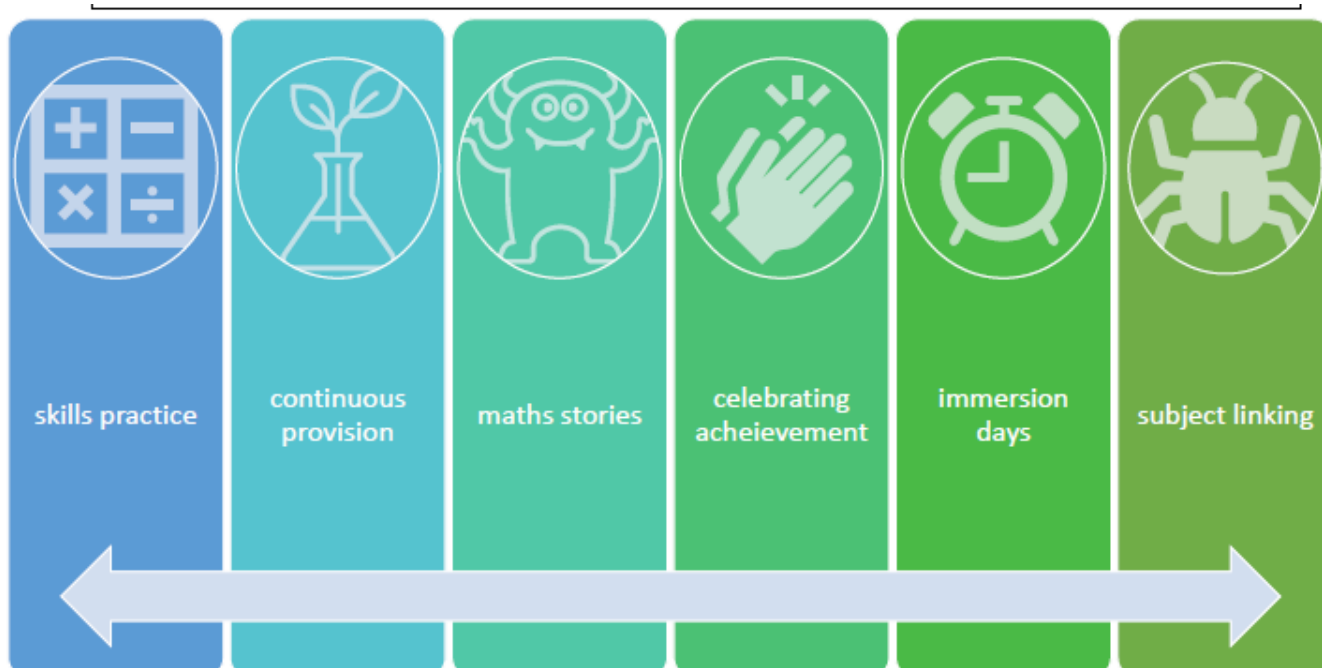 skills practice
continuous
provision
maths stories
celebrating
acheievement
immersion
days
subject linking